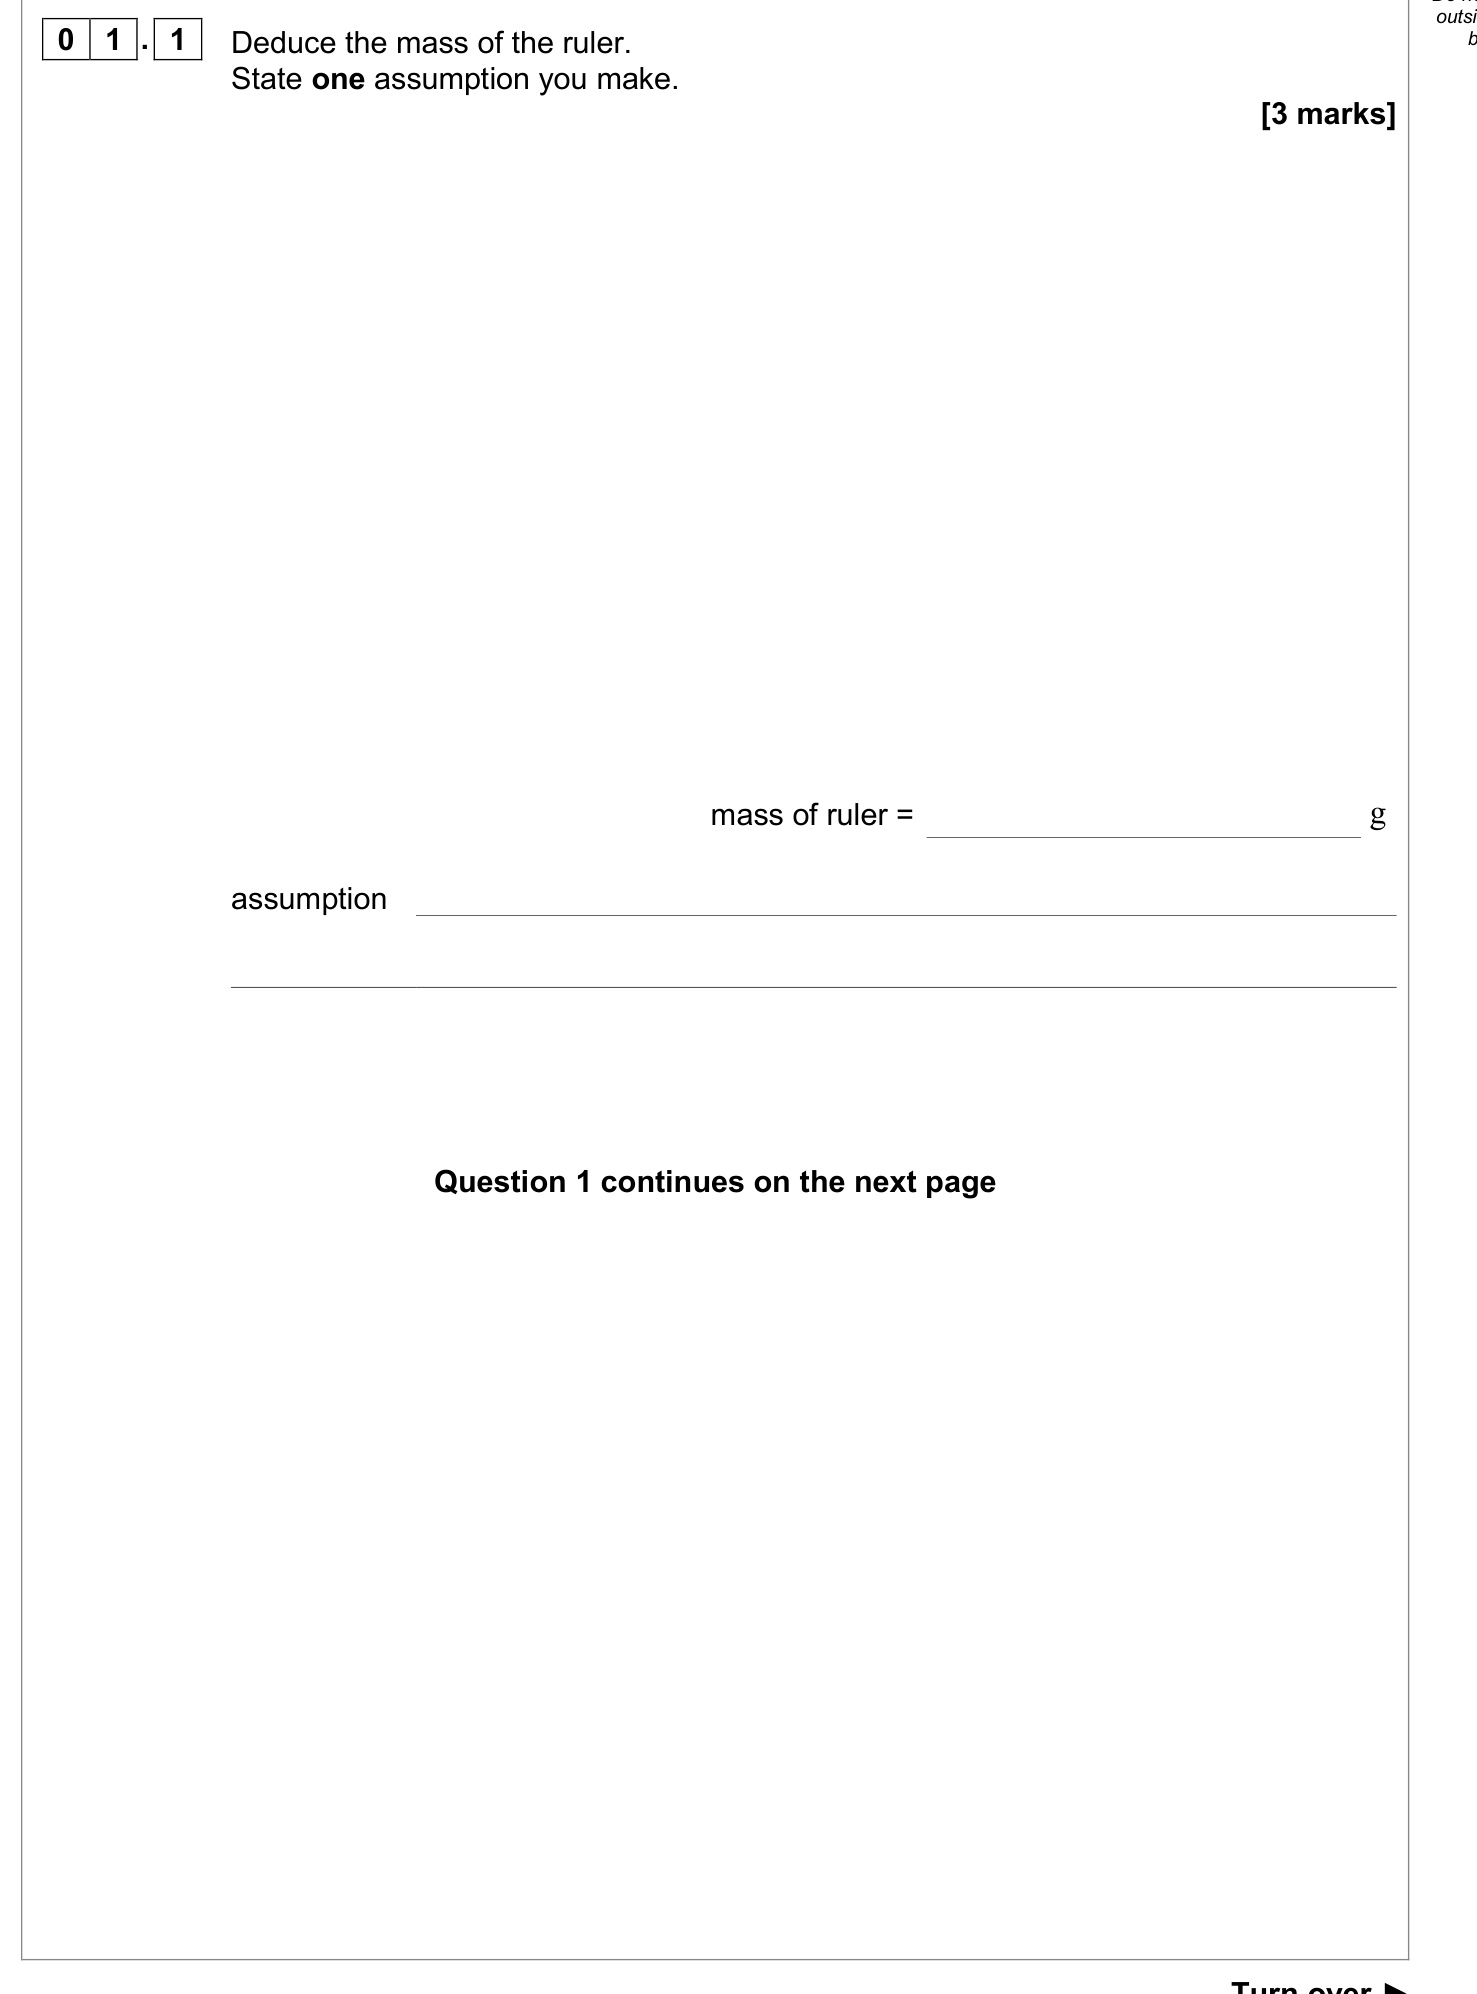 0 1 . 1 Deduce the mass of the ruler.
State one assumption you make.
[3 marks]
mass of ruler = g
assumption
Question 1 continues on the next page
Turn over ►